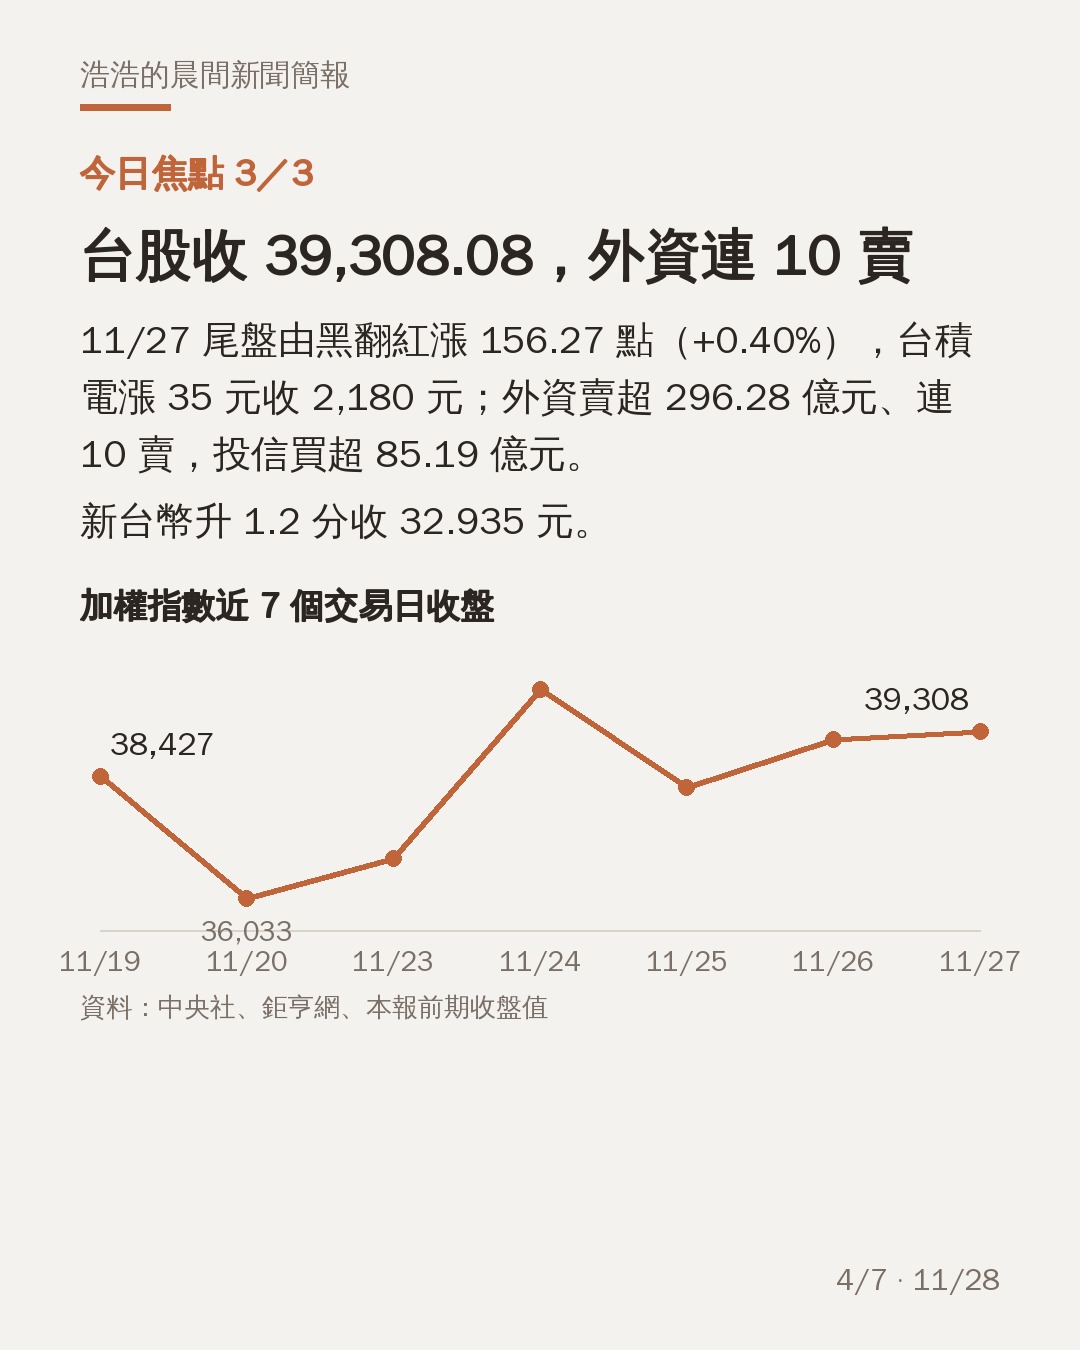 浩浩的晨間新聞簡報
今日焦點 3／3
台股收 39,308.08，外資連 10 賣
11/27 尾盤由黑翻紅漲 156.27 點（+0.40%），台積
電漲 35 元收 2,180 元；外資賣超 296.28 億元、連
10 賣，投信買超 85.19 億元。
新台幣升 1.2 分收 32.935 元。
加權指數近 7 個交易日收盤
39,308
38,427
36,033
11/19 11/20 11/23 11/24 11/25 11/26 11/27
資料：中央社、鉅亨網、本報前期收盤值
4/7 · 11/28